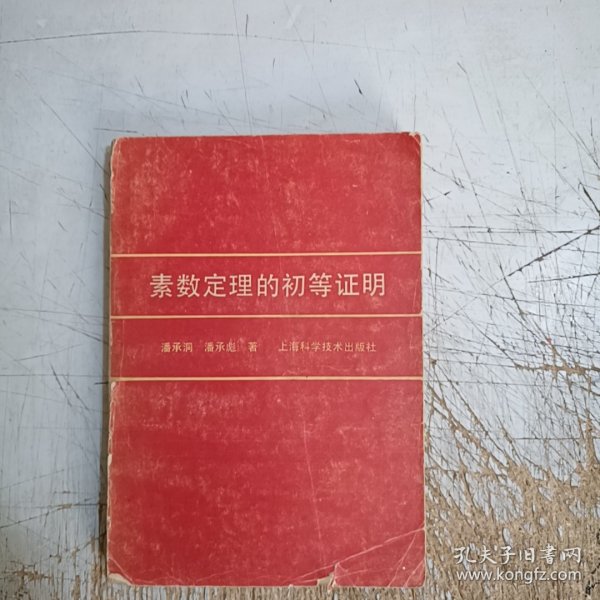 素数定理的初等证明
潘承洞 潘承彪 著 上海科学技术出版社
孔夫子旧书网
www.kongfz.com